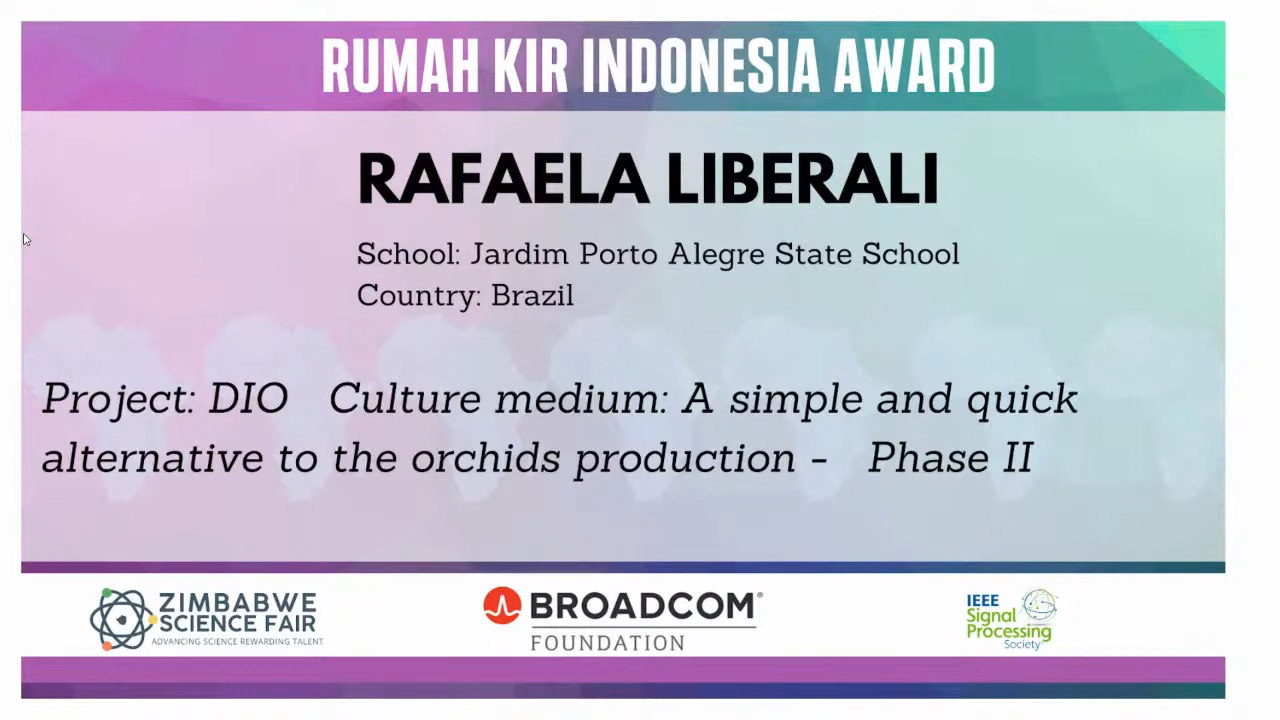 RUMAH KIR INDONESIA AWARD
RAFAELA LIBERALI
School: Jardim Porto Alegre State School
Country: Brazil
Project: DIO Culture medium: A simple and quick
alternative to the orchids production - Phase II
ZIMBABWE
SCIENCE FAIR
ADVANCING SCIENCE REWARDING TALENT
BROADCOM®
FOUNDATION
IEEE
Signal
Processing
Society